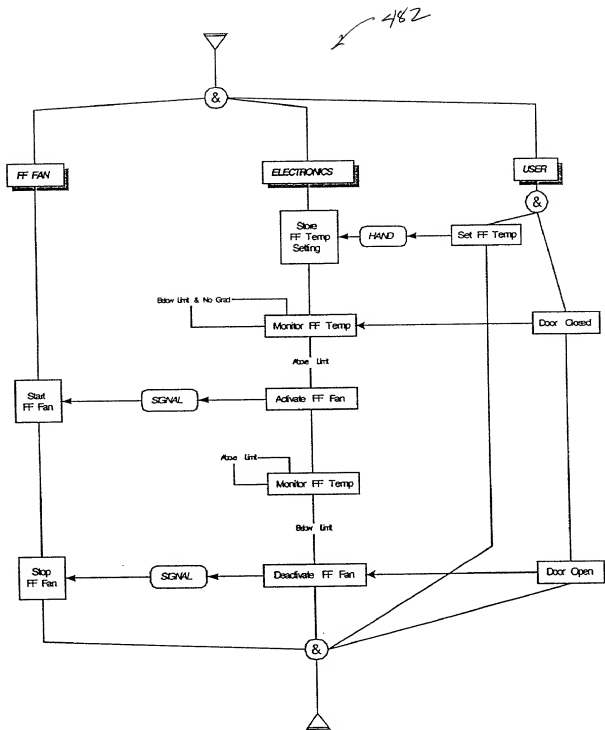 482
&
FF FAN
ELECTRONICS
USER
&
Store
FF Temp
Setting
HAND
Set FF Temp
Below Limit & No Grad
Monitor FF Temp
Door Closed
Above Limit
Start
FF Fan
SIGNAL
Activate FF Fan
Above Limit
Monitor FF Temp
Below Limit
Stop
FF Fan
SIGNAL
Deactivate FF Fan
Door Open
&